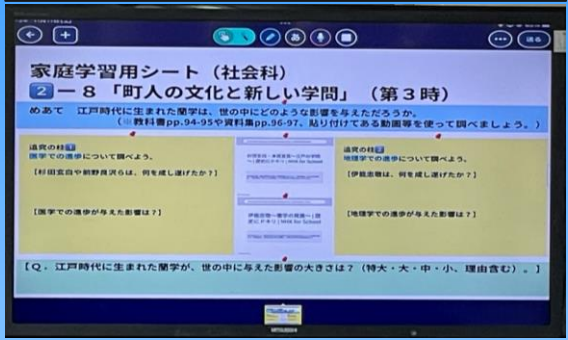 送る
家庭学習用シート（社会科）
2－８「町人の文化と新しい学問」（第３時）
めあて　江戸時代に生まれた蘭学は、世の中にどのような影響を与えただろうか。
（※教科書pp.94-95や資料集pp.96-97、貼り付けてある動画等を使って調べましょう。）
追究の柱1
医学での進歩について調べよう。
［杉田玄白や前野良沢らは、何を成し遂げたか？］
［医学での進歩が与えた影響は？］
NHK for School
NHK for School
追究の柱2
地理学での進歩について調べよう。
［伊能忠敬は、何を成し遂げたか？］
［地理学での進歩が与えた影響は？］
［Ｑ．江戸時代に生まれた蘭学が、世の中に与えた影響の大きさは？（特大・大・中・小、理由含む）。］
MITSUBISHI